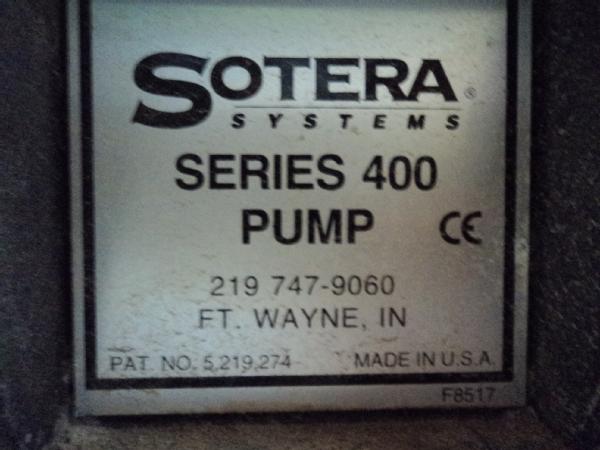 SOTERA®
SYSTEMS
SERIES 400
PUMP CE
219 747-9060
FT. WAYNE, IN
PAT. NO. 5,219,274 MADE IN U.S.A.
F8517